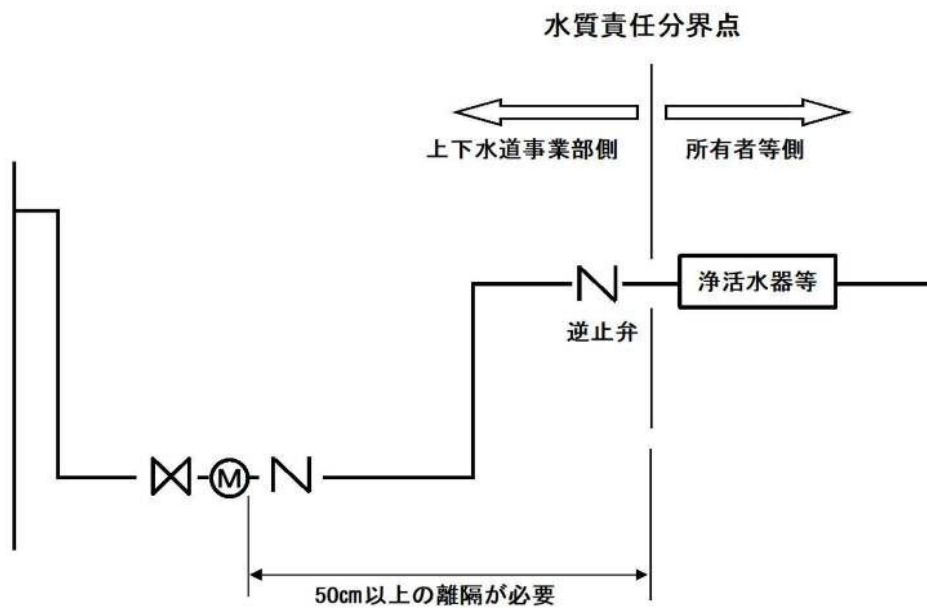 水質責任分界点
上下水道事業部側
所有者等側
浄活水器等
逆止弁
M
50cm以上の離隔が必要